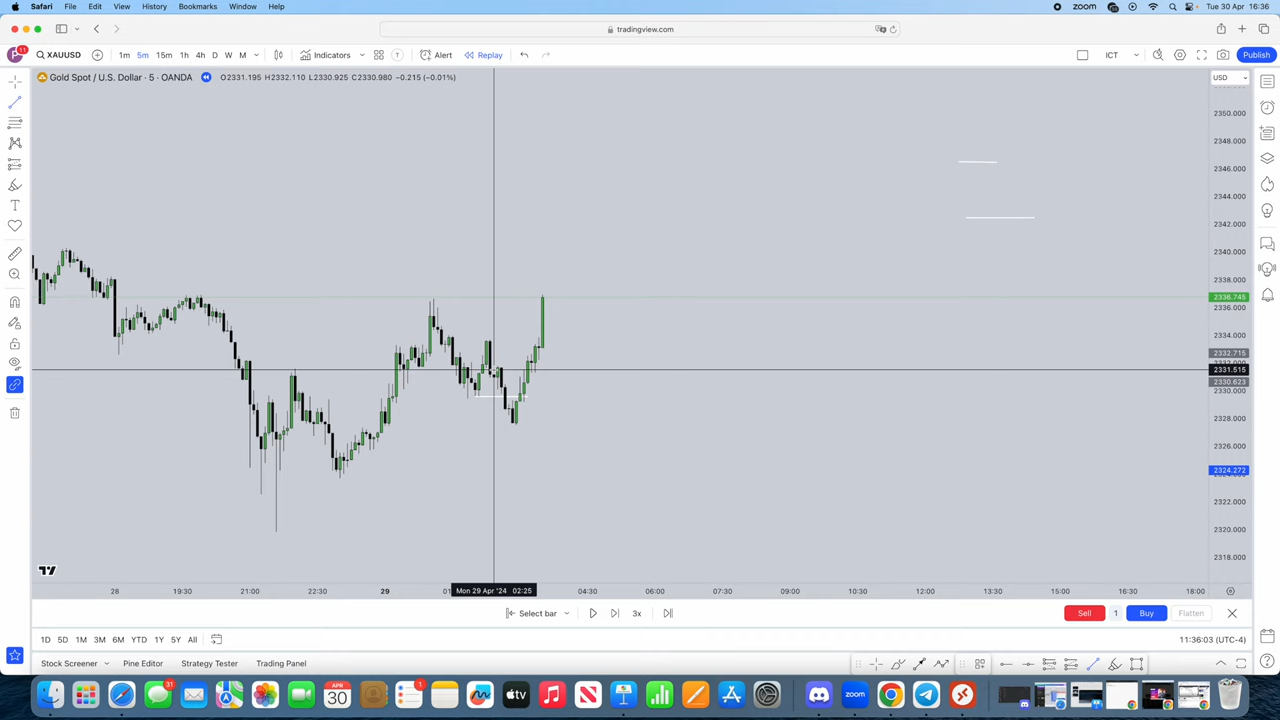 Safari File Edit View History Bookmarks Window Help zoom Tue 30 Apr 16:36
tradingview.com
11 XAUUSD 1m 5m 15m 1h 4h D W M Indicators T Alert Replay ICT Publish
Gold Spot / U.S. Dollar · 5 · OANDA O2331.195 H2332.110 L2330.925 C2330.980 −0.215 (−0.01%) USD
2350.000
2348.000
2346.000
2344.000
2342.000
2340.000
2338.000
2336.745
2336.000
2334.000
2332.715
2331.515
2330.623
2330.000
2328.000
2326.000
2324.272
2322.000
2320.000
2318.000
28 19:30 21:00 22:30 29 Mon 29 Apr '24 02:25 04:30 06:00 07:30 09:00 10:30 12:00 13:30 15:00 16:30 18:00
Select bar 3x Sell 1 Buy Flatten
1D 5D 1M 3M 6M YTD 1Y 5Y All 11:36:03 (UTC-4)
Stock Screener Pine Editor Strategy Tester Trading Panel
31 APR 30 1 tv zoom